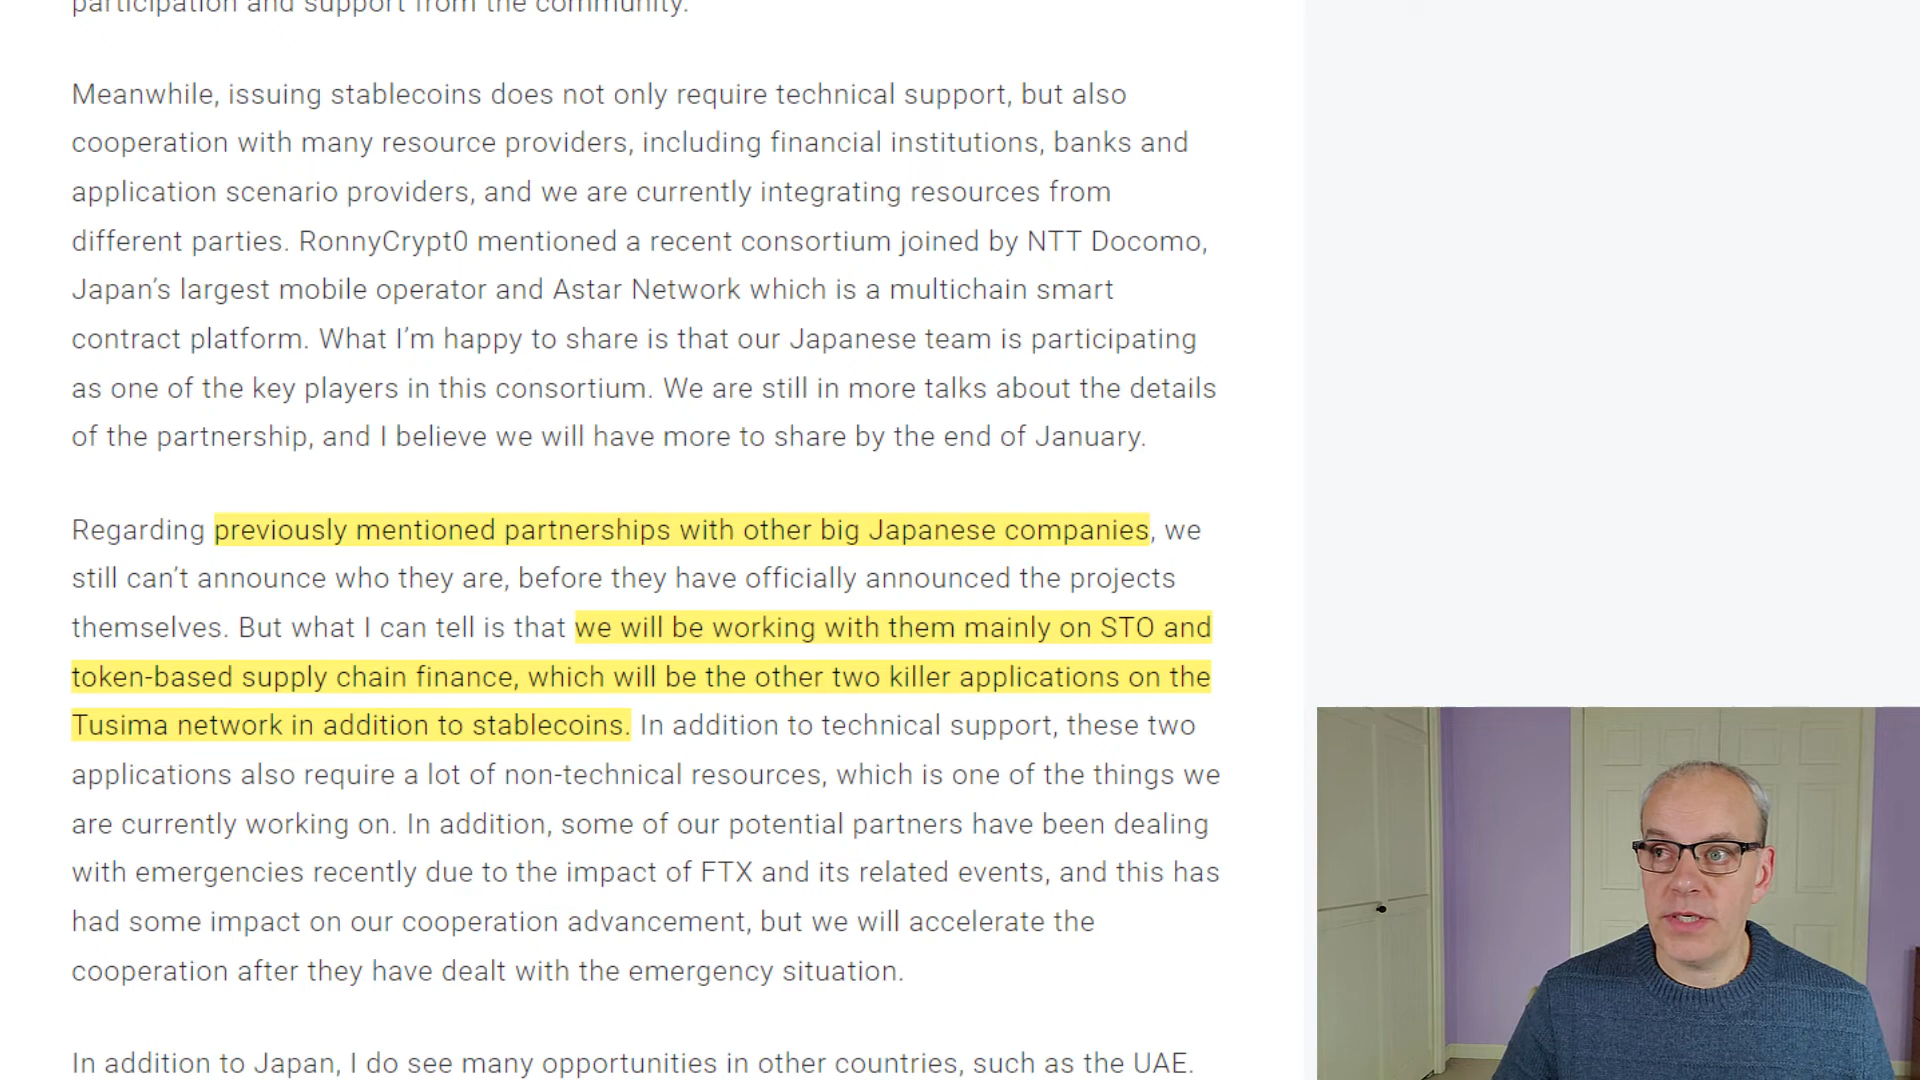 participation and support from the community.
Meanwhile, issuing stablecoins does not only require technical support, but also
cooperation with many resource providers, including financial institutions, banks and
application scenario providers, and we are currently integrating resources from
different parties. RonnyCrypt0 mentioned a recent consortium joined by NTT Docomo,
Japan’s largest mobile operator and Astar Network which is a multichain smart
contract platform. What I’m happy to share is that our Japanese team is participating
as one of the key players in this consortium. We are still in more talks about the details
of the partnership, and I believe we will have more to share by the end of January.
Regarding previously mentioned partnerships with other big Japanese companies, we
still can’t announce who they are, before they have officially announced the projects
themselves. But what I can tell is that we will be working with them mainly on STO and
token-based supply chain finance, which will be the other two killer applications on the
Tusima network in addition to stablecoins. In addition to technical support, these two
applications also require a lot of non-technical resources, which is one of the things we
are currently working on. In addition, some of our potential partners have been dealing
with emergencies recently due to the impact of FTX and its related events, and this has
had some impact on our cooperation advancement, but we will accelerate the
cooperation after they have dealt with the emergency situation.
In addition to Japan, I do see many opportunities in other countries, such as the UAE.